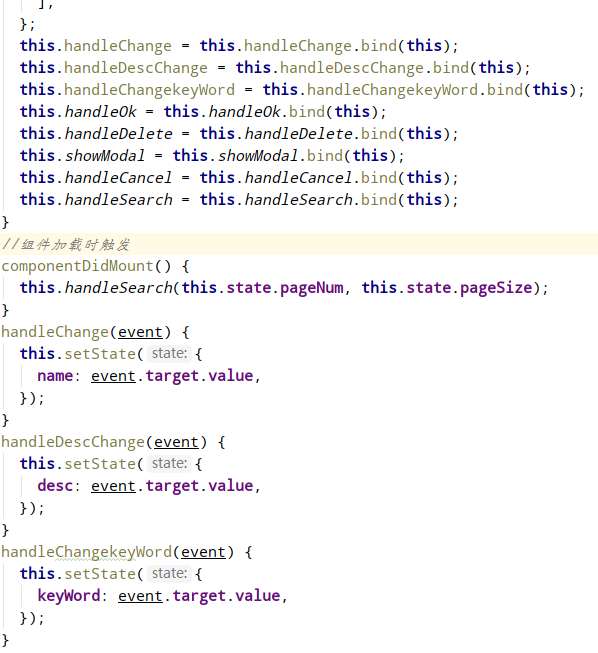 ],
};
this.handleChange = this.handleChange.bind(this);
this.handleDescChange = this.handleDescChange.bind(this);
this.handleChangekeyWord = this.handleChangekeyWord.bind(this);
this.handleOk = this.handleOk.bind(this);
this.handleDelete = this.handleDelete.bind(this);
this.showModal = this.showModal.bind(this);
this.handleCancel = this.handleCancel.bind(this);
this.handleSearch = this.handleSearch.bind(this);
}
//组件加载时触发
componentDidMount() {
this.handleSearch(this.state.pageNum, this.state.pageSize);
}
handleChange(event) {
this.setState( state: {
name: event.target.value,
});
}
handleDescChange(event) {
this.setState( state: {
desc: event.target.value,
});
}
handleChangekeyWord(event) {
this.setState( state: {
keyWord: event.target.value,
});
}